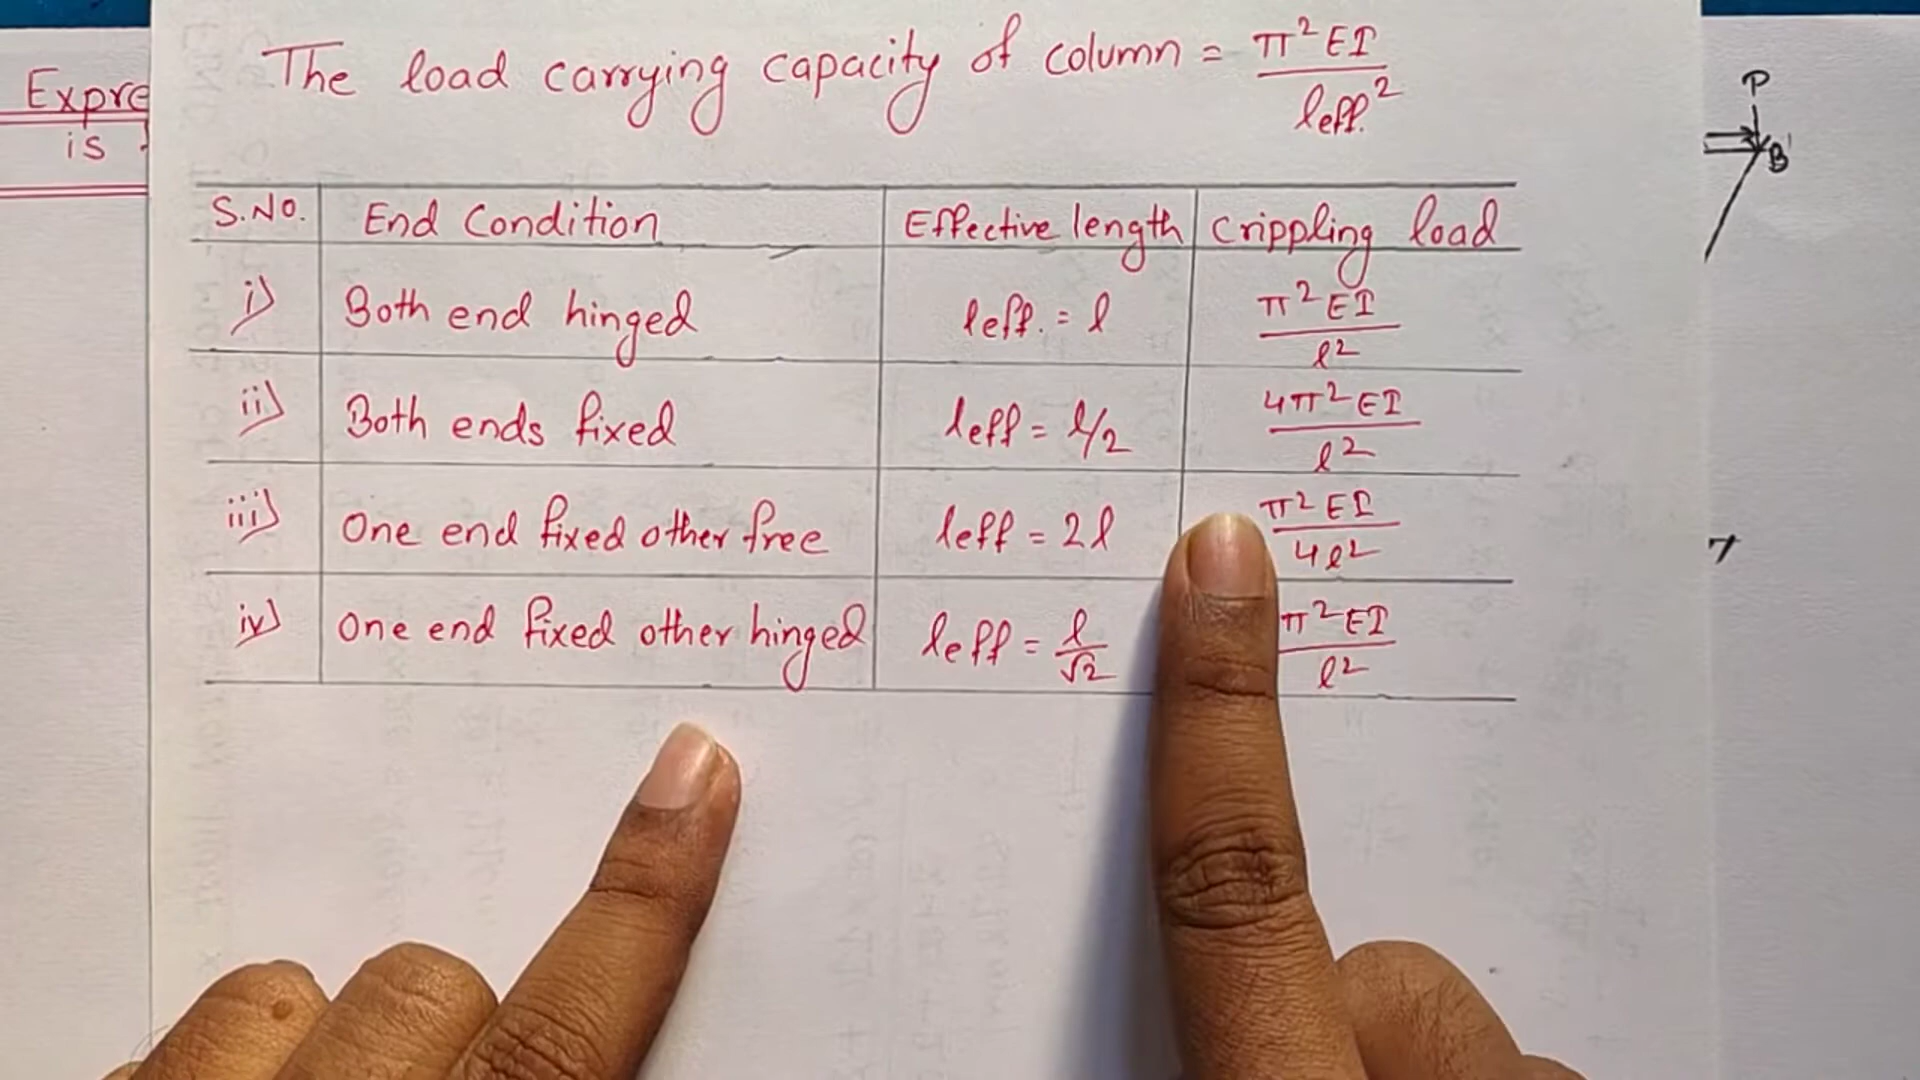 The load carrying capacity of column = π²EI / leff.²
Expre
is
P
B'
S.No. End Condition Effective length Crippling load
i) Both end hinged leff. = l π²EI / l²
ii) Both ends fixed leff = l/2 4π²EI / l²
iii) One end fixed other free leff = 2l π²EI / 4l²
iv) One end fixed other hinged leff = l/√2 π²EI / l²